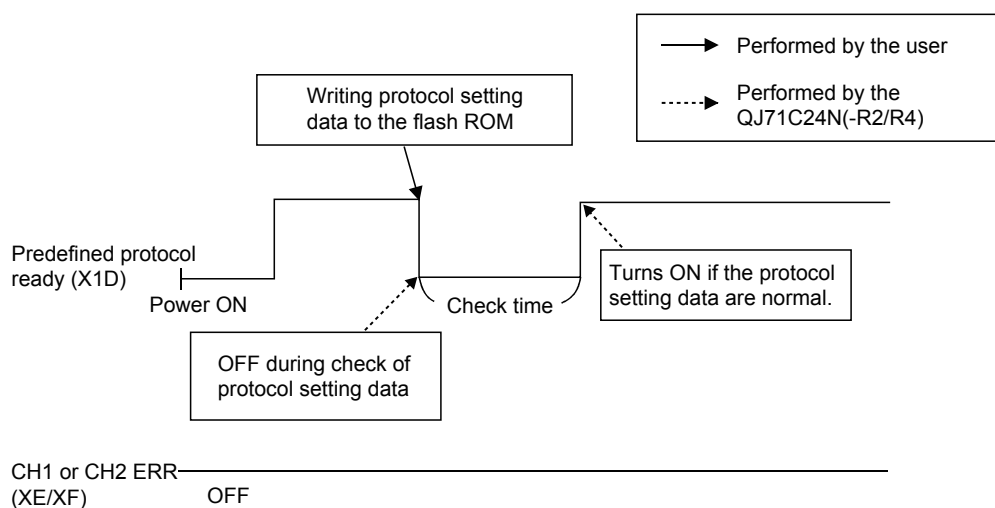 Performed by the user
Performed by the
QJ71C24N(-R2/R4)
Writing protocol setting
data to the flash ROM
Predefined protocol
ready (X1D)
Power ON
Check time
Turns ON if the protocol
setting data are normal.
OFF during check of
protocol setting data
CH1 or CH2 ERR
(XE/XF)
OFF